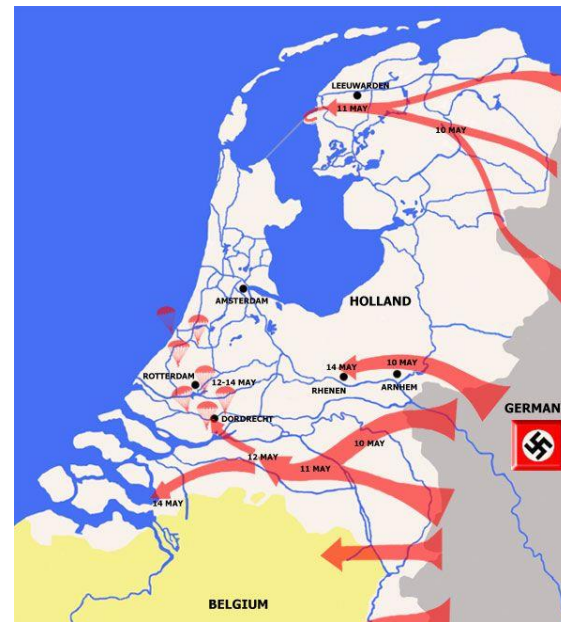 LEEUWARDEN
11 MAY
10 MAY
AMSTERDAM
HOLLAND
14 MAY
10 MAY
ROTTERDAM
12-14 MAY
RHENEN
ARNHEM
GERMAN
DORDRECHT
10 MAY
12 MAY
11 MAY
14 MAY
BELGIUM